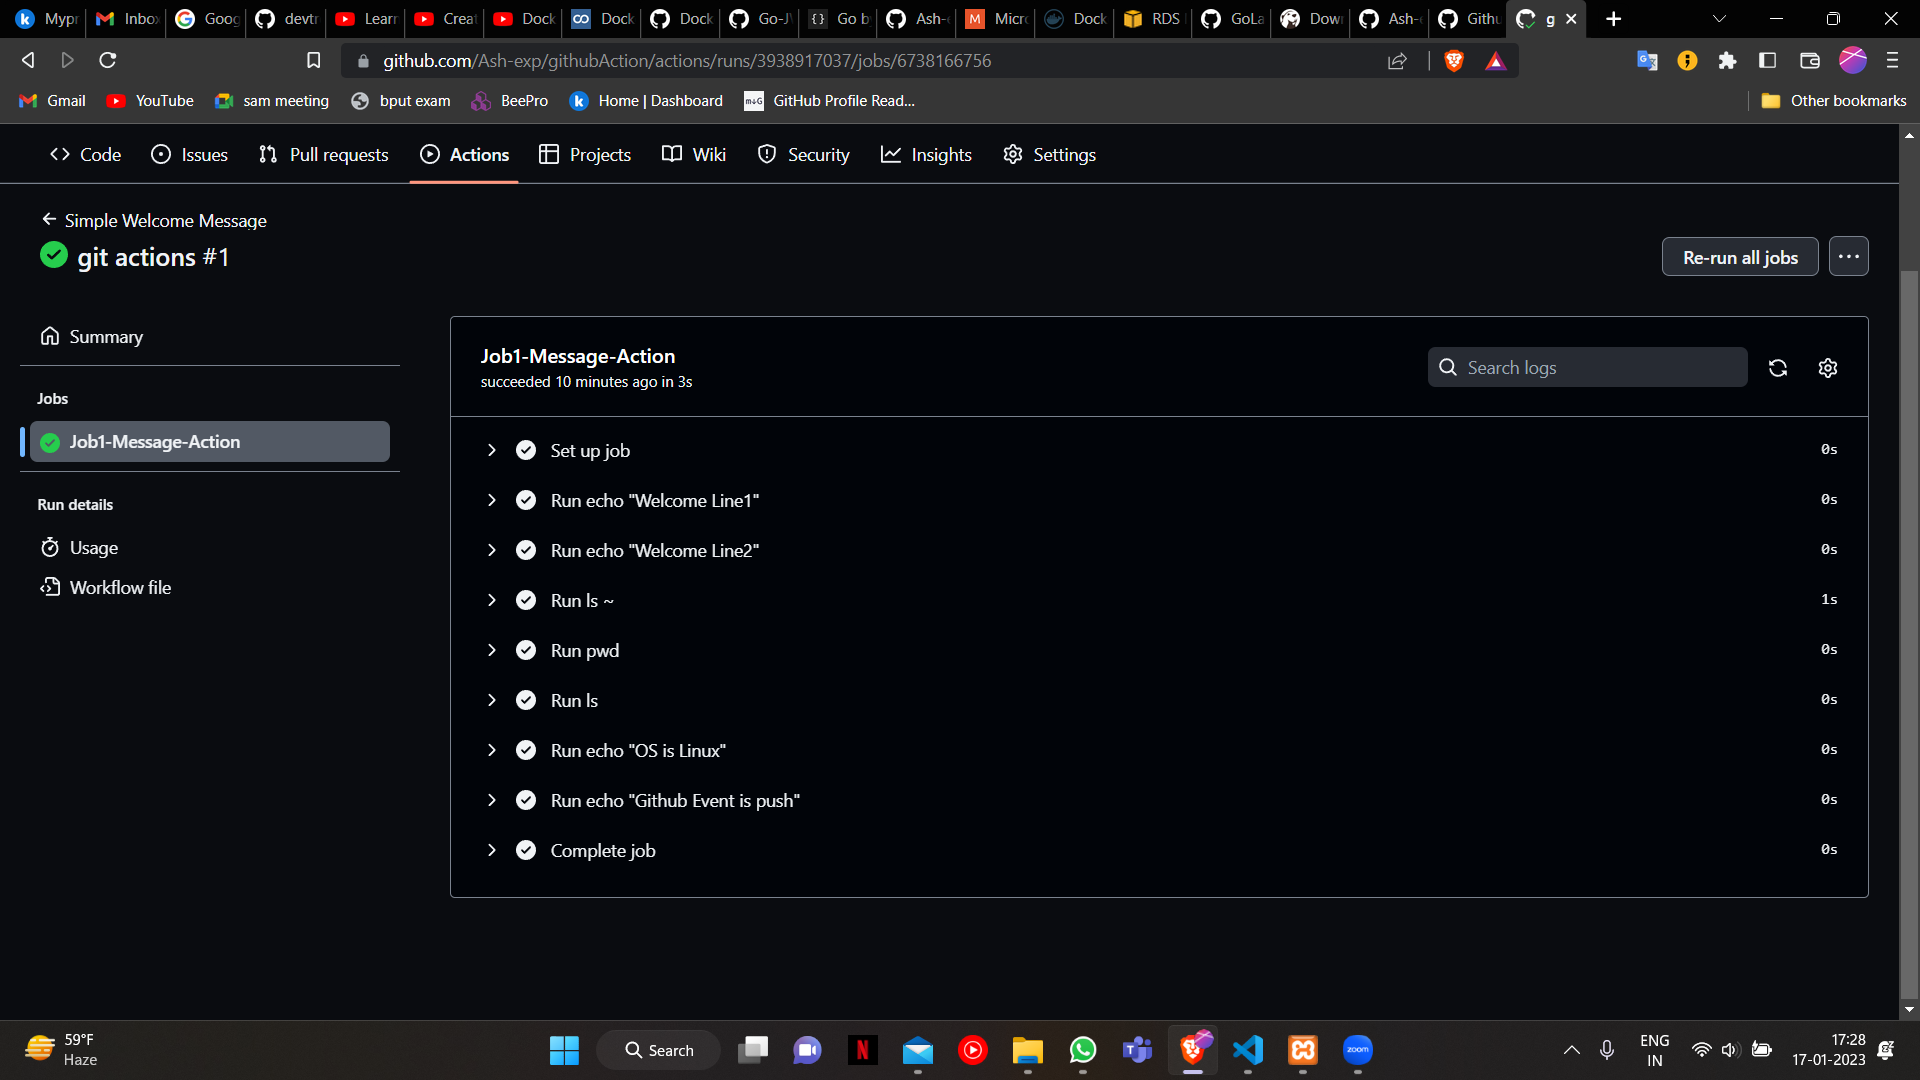 Mypr
Inbox
Goog
devtr
Learn
Creat
Dock
Dock
Dock
Go-JW
Go by
Ash-e
Micro
Dock
RDS
GoLa
Down
Ash-e
Githu
g
github.com/Ash-exp/githubAction/actions/runs/3938917037/jobs/6738166756
Gmail
YouTube
sam meeting
bput exam
BeePro
Home | Dashboard
GitHub Profile Read...
Other bookmarks
Code
Issues
Pull requests
Actions
Projects
Wiki
Security
Insights
Settings
Simple Welcome Message
git actions #1
Re-run all jobs
Summary
Jobs
Job1-Message-Action
Run details
Usage
Workflow file
Job1-Message-Action
succeeded 10 minutes ago in 3s
Search logs
Set up job 0s
Run echo "Welcome Line1" 0s
Run echo "Welcome Line2" 0s
Run ls ~ 1s
Run pwd 0s
Run ls 0s
Run echo "OS is Linux" 0s
Run echo "Github Event is push" 0s
Complete job 0s
59°F
Haze
Search
zoom
ENG
IN
17:28
17-01-2023